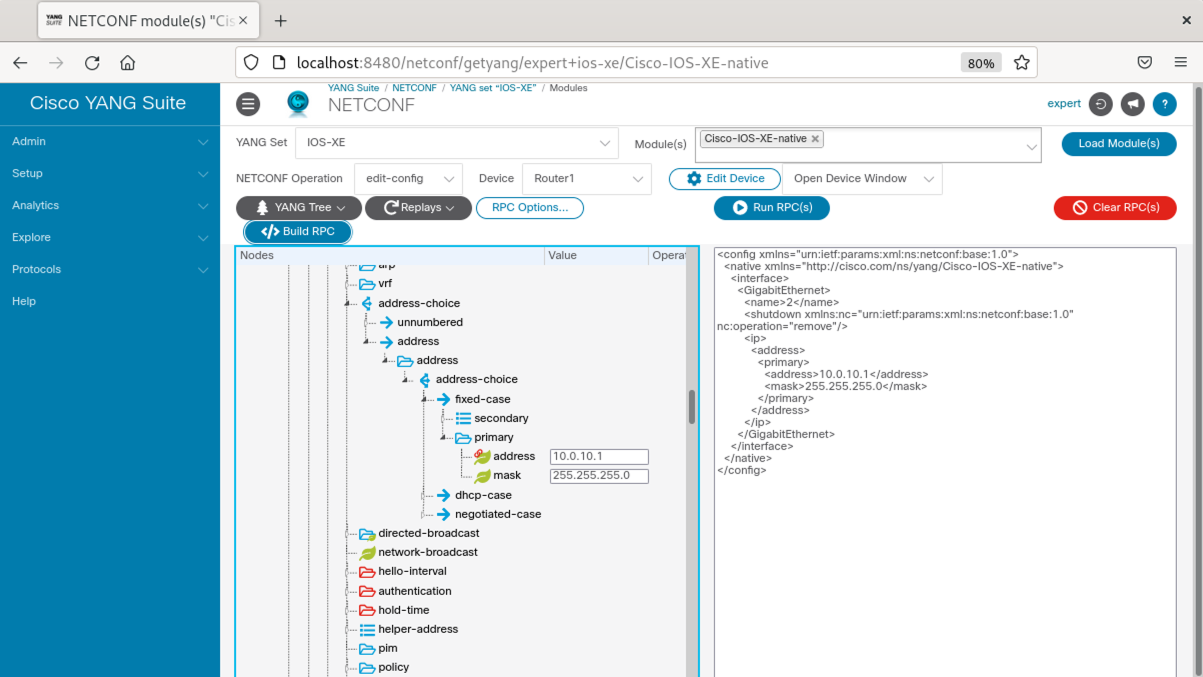 YANG SUITE NETCONF module(s) "Cis
localhost:8480/netconf/getyang/expert+ios-xe/Cisco-IOS-XE-native 80%
Cisco YANG Suite
Admin
Setup
Analytics
Explore
Protocols
Help
YANG Suite / NETCONF / YANG set "IOS-XE" / Modules
NETCONF
expert ?
YANG Set IOS-XE Module(s) Cisco-IOS-XE-native Load Module(s)
NETCONF Operation edit-config Device Router1 Edit Device Open Device Window
YANG Tree Replays RPC Options... Run RPC(s) Clear RPC(s)
</> Build RPC
Nodes Value Opera
arp
vrf
address-choice
unnumbered
address
address
address-choice
fixed-case
secondary
primary
address 10.0.10.1
mask 255.255.255.0
dhcp-case
negotiated-case
directed-broadcast
network-broadcast
hello-interval
authentication
hold-time
helper-address
pim
policy
<config xmlns="urn:ietf:params:xml:ns:netconf:base:1.0">
<native xmlns="http://cisco.com/ns/yang/Cisco-IOS-XE-native">
<interface>
<GigabitEthernet>
<name>2</name>
<shutdown xmlns:nc="urn:ietf:params:xml:ns:netconf:base:1.0"
nc:operation="remove"/>
<ip>
<address>
<primary>
<address>10.0.10.1</address>
<mask>255.255.255.0</mask>
</primary>
</address>
</ip>
</GigabitEthernet>
</interface>
</native>
</config>